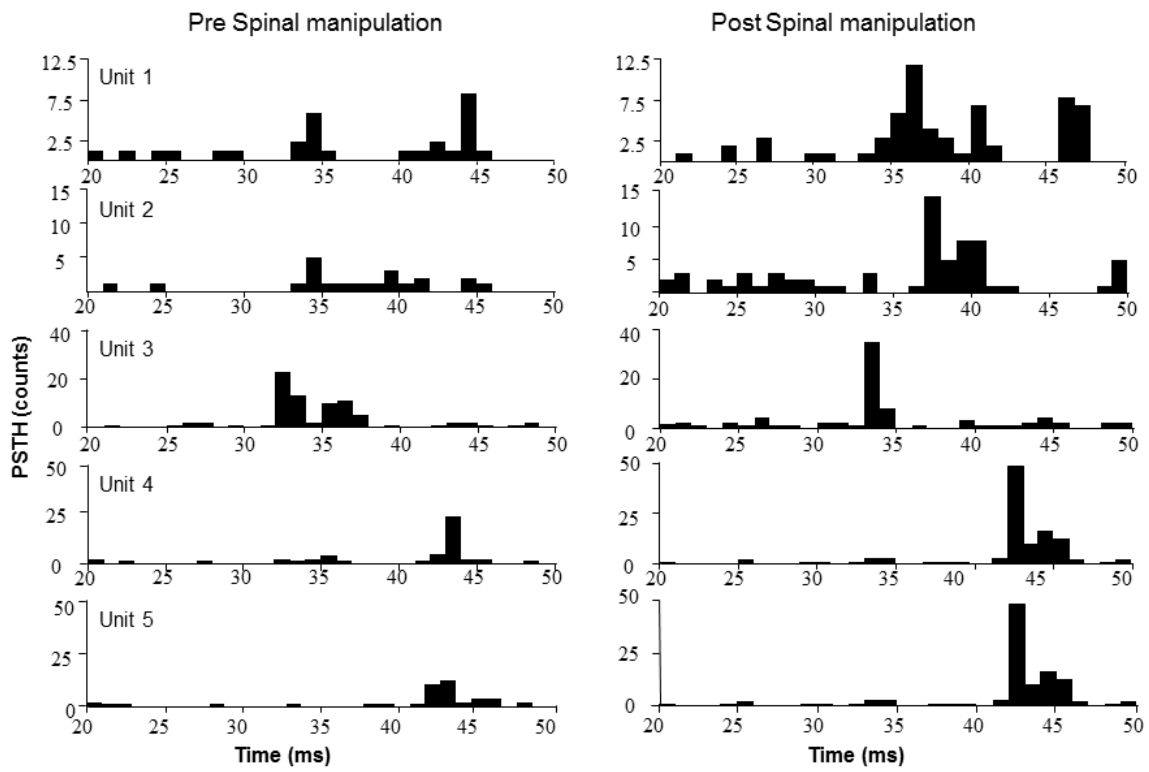 Pre Spinal manipulation
Post Spinal manipulation
PSTH (counts)
12.5
7.5
2.5
Unit 1
20 25 30 35 40 45 50
12.5
7.5
2.5
20 25 30 35 40 45 50
15
10
5
Unit 2
20 25 30 35 40 45 50
15
10
5
20 25 30 35 40 45 50
40
20
0
Unit 3
20 25 30 35 40 45 50
40
20
0
20 25 30 35 40 45 50
50
25
0
Unit 4
20 25 30 35 40 45 50
50
25
0
20 25 30 35 40 45 50
50
25
0
Unit 5
20 25 30 35 40 45 50
50
25
0
20 25 30 35 40 45 50
Time (ms)
Time (ms)